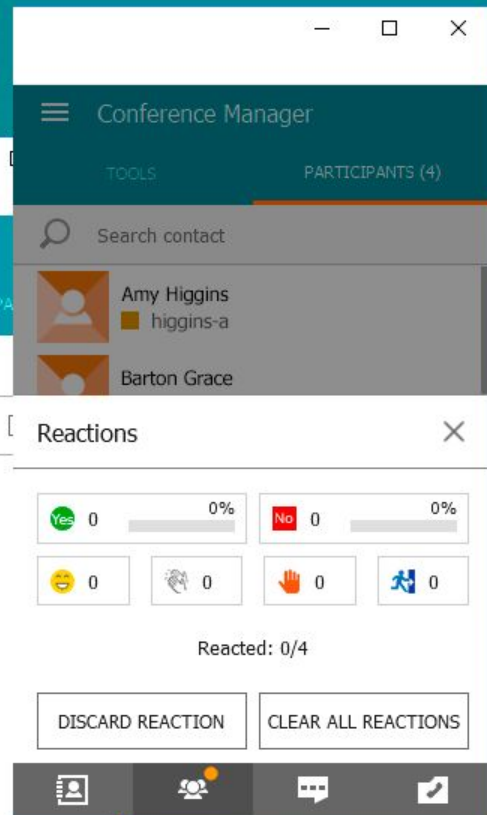 Conference Manager
TOOLS
PARTICIPANTS (4)
Search contact
Amy Higgins
higgins-a
Barton Grace
Reactions
Yes 0 0%
No 0 0%
0
0
0
0
Reacted: 0/4
DISCARD REACTION
CLEAR ALL REACTIONS